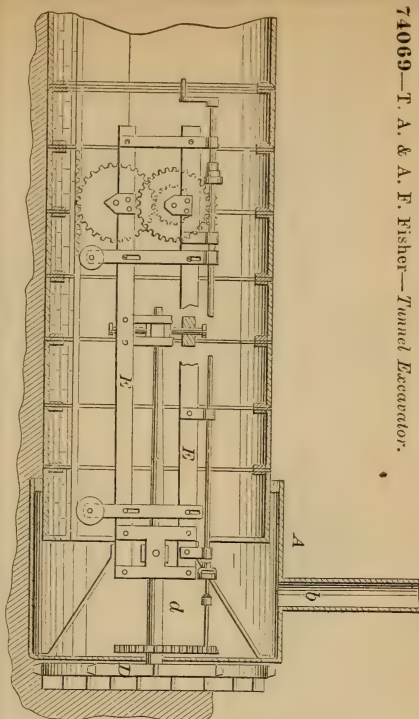 74069—T. A. & A. F. Fisher—Tunnel Excavator.
A
b
E
E
d
D